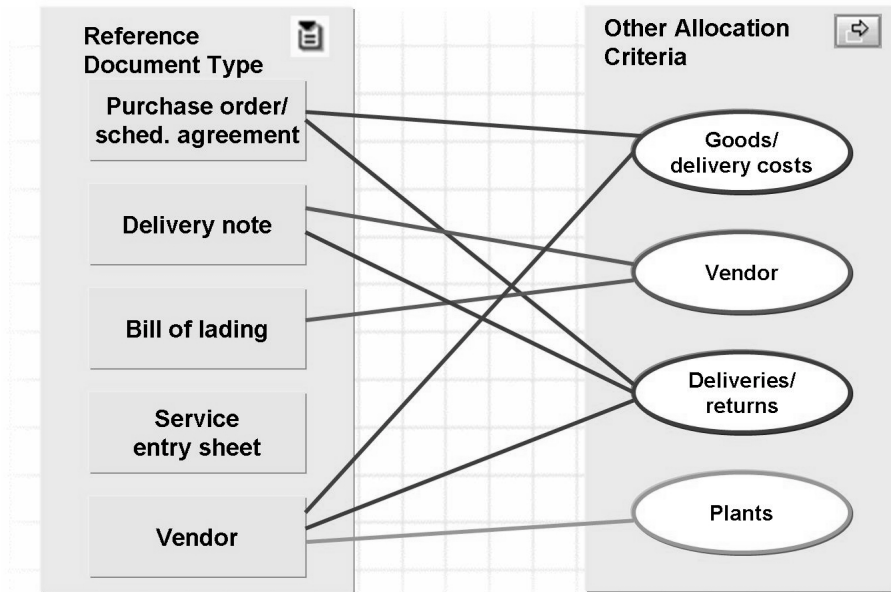 Reference
Document Type
Purchase order/
sched. agreement
Delivery note
Bill of lading
Service
entry sheet
Vendor
Other Allocation
Criteria
Goods/
delivery costs
Vendor
Deliveries/
returns
Plants